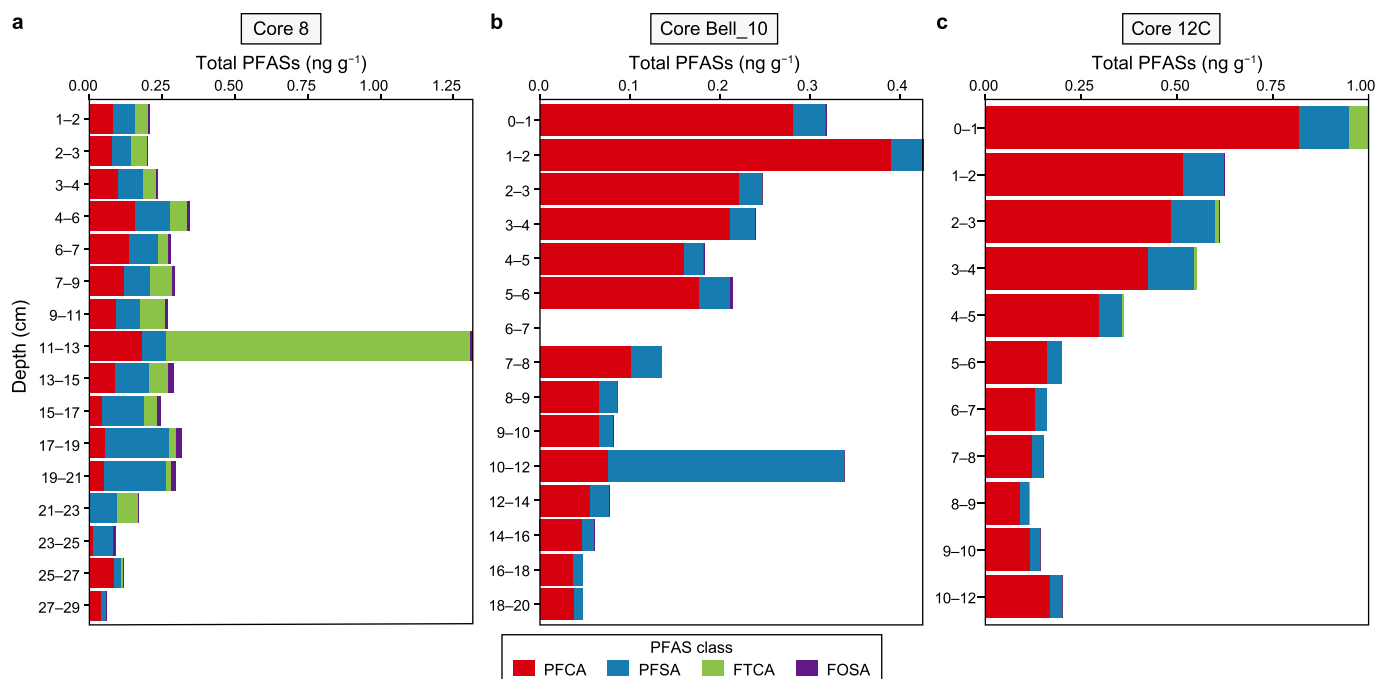 a
Core 8
Total PFASs (ng g⁻¹)
0.00 0.25 0.50 0.75 1.00 1.25
Depth (cm)
1–2
2–3
3–4
4–6
6–7
7–9
9–11
11–13
13–15
15–17
17–19
19–21
21–23
23–25
25–27
27–29
b
Core Bell_10
Total PFASs (ng g⁻¹)
0.0 0.1 0.2 0.3 0.4
0–1
1–2
2–3
3–4
4–5
5–6
6–7
7–8
8–9
9–10
10–12
12–14
14–16
16–18
18–20
c
Core 12C
Total PFASs (ng g⁻¹)
0.00 0.25 0.50 0.75 1.00
0–1
1–2
2–3
3–4
4–5
5–6
6–7
7–8
8–9
9–10
10–12
PFAS class
PFCA PFSA FTCA FOSA